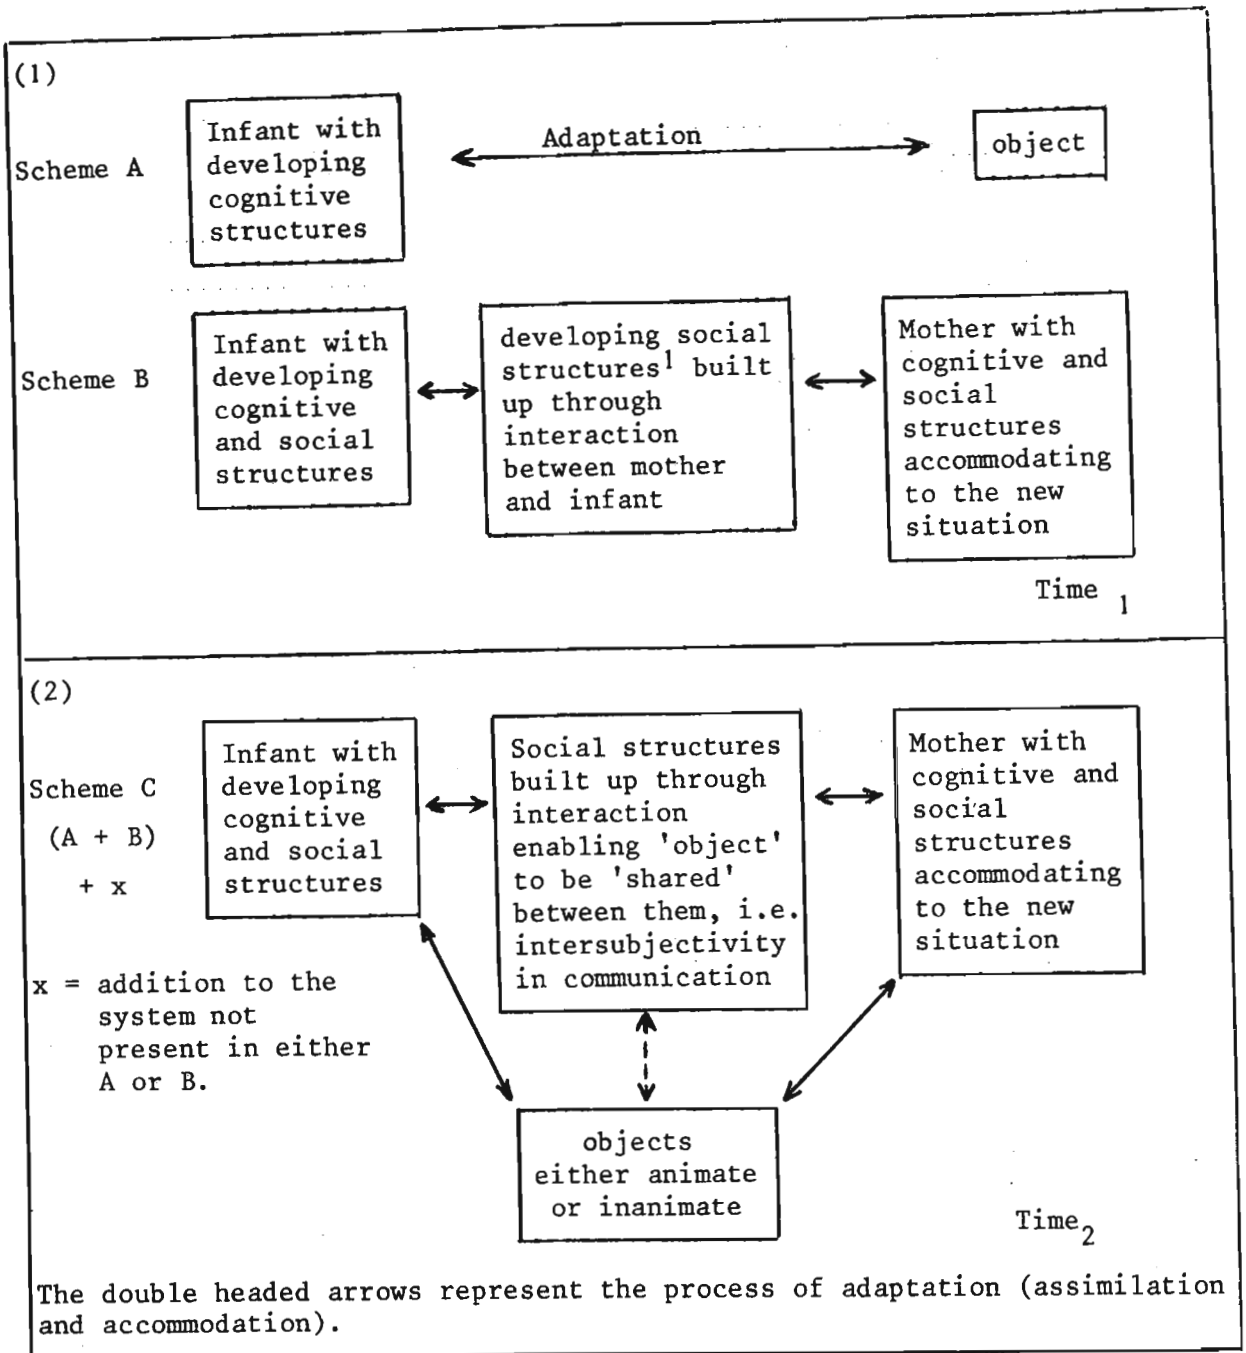 (1)
Scheme A
Infant with
developing
cognitive
structures
Adaptation
object
Scheme B
Infant with
developing
cognitive
and social
structures
developing social
structures1 built
up through
interaction
between mother
and infant
Mother with
cognitive and
social
structures
accommodating
to the new
situation
Time 1
(2)
Scheme C
(A + B)
+ x
Infant with
developing
cognitive
and social
structures
Social structures
built up through
interaction
enabling 'object'
to be 'shared'
between them, i.e.
intersubjectivity
in communication
Mother with
cognitive and
social
structures
accommodating
to the new
situation
x = addition to the
system not
present in either
A or B.
objects
either animate
or inanimate
Time2
The double headed arrows represent the process of adaptation (assimilation
and accommodation).